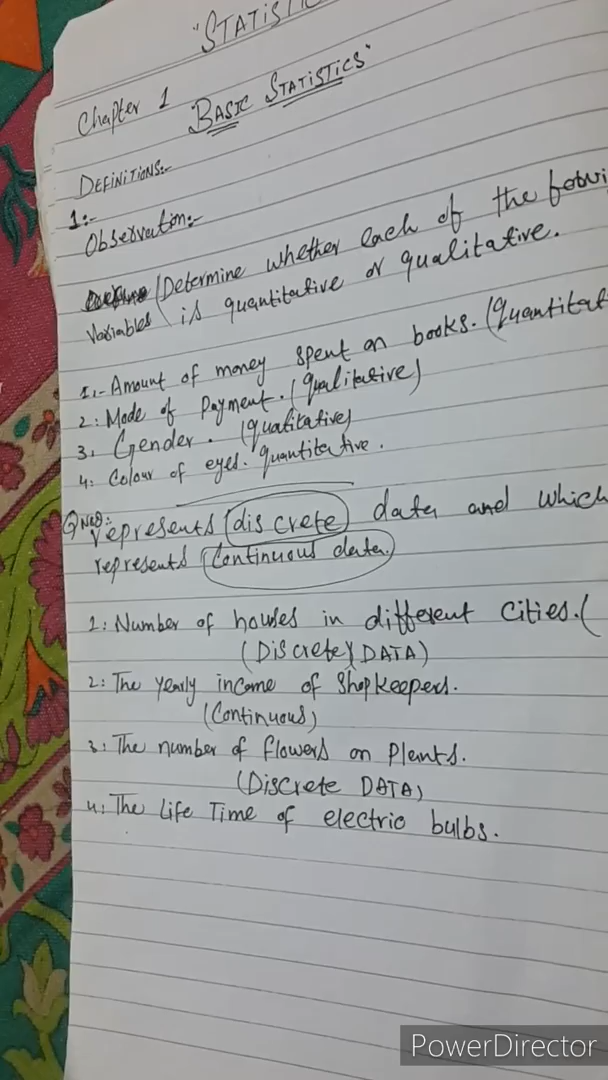 "STATISTIC
Chapter 1
BASIC STATISTICS"
DEFINITIONS:-
1:-
Observation:-
Determine whether each of the
Variables is quantitative or qualitative.
1.- Amount of money spent on books. (Quantitat
2: Mode of Payment. (qualitative)
3. Gender. (qualitative)
4: Colour of eyes. quantitative.
Q No2: represents discrete data and which
represents Continuous data.
1: Number of houses in different Cities. (
(Discrete) DATA)
2: The yearly income of Shopkeepers.
(Continuous)
3: The number of flowers on Plants.
(Discrete DATA)
4: The Life Time of electric bulbs.
PowerDirector